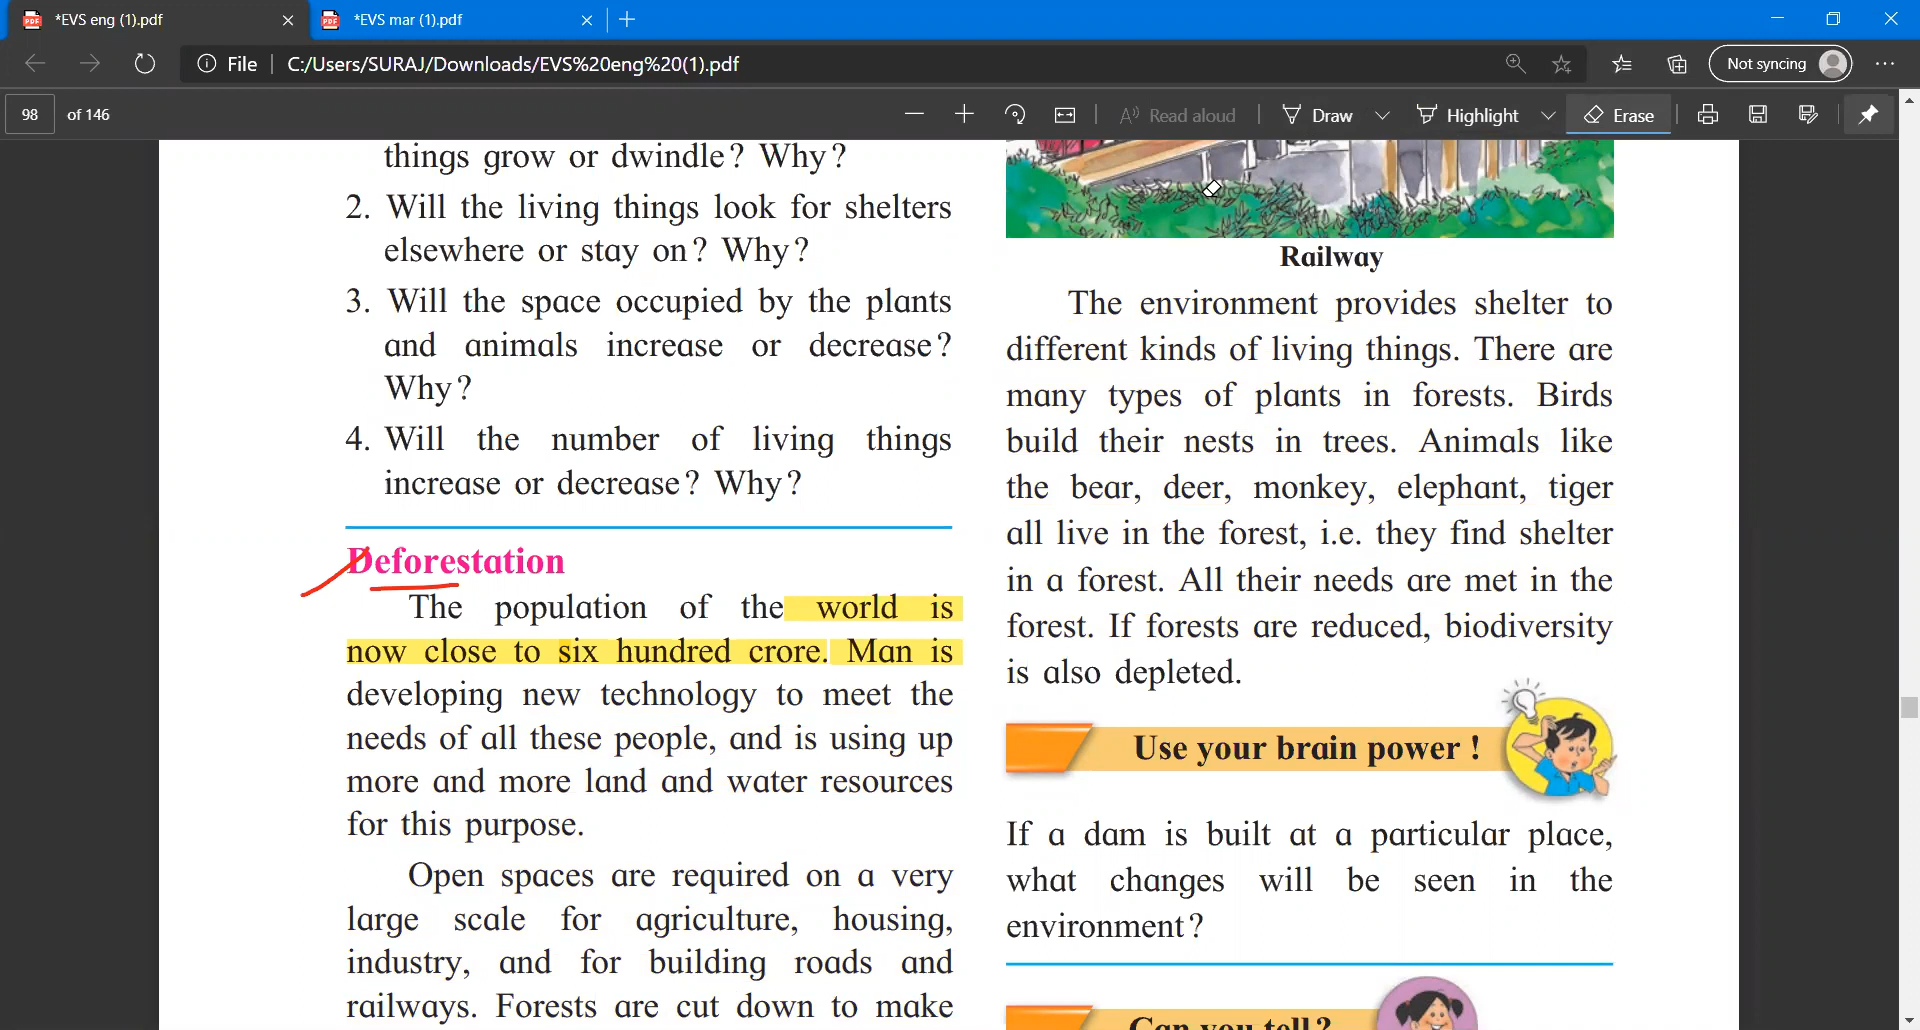 *EVS eng (1).pdf
*EVS mar (1).pdf
File
C:/Users/SURAJ/Downloads/EVS%20eng%20(1).pdf
Not syncing
98
of 146
Read aloud
Draw
Highlight
Erase
things grow or dwindle? Why?
2. Will the living things look for shelters
elsewhere or stay on? Why?
3. Will the space occupied by the plants
and animals increase or decrease?
Why?
4. Will the number of living things
increase or decrease? Why?
Deforestation
The population of the world is
now close to six hundred crore. Man is
developing new technology to meet the
needs of all these people, and is using up
more and more land and water resources
for this purpose.
Open spaces are required on a very
large scale for agriculture, housing,
industry, and for building roads and
railways. Forests are cut down to make
Railway
The environment provides shelter to
different kinds of living things. There are
many types of plants in forests. Birds
build their nests in trees. Animals like
the bear, deer, monkey, elephant, tiger
all live in the forest, i.e. they find shelter
in a forest. All their needs are met in the
forest. If forests are reduced, biodiversity
is also depleted.
Use your brain power !
If a dam is built at a particular place,
what changes will be seen in the
environment?
Can you tell?